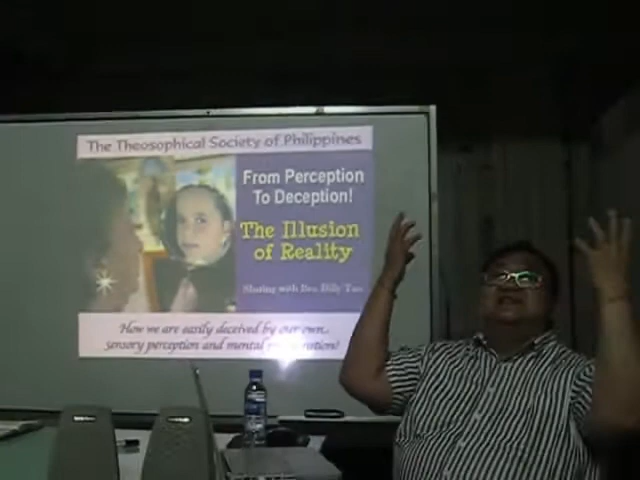 The Theosophical Society of Philippines
From Perception
To Deception!
The Illusion
of Reality
Sharing with Bro. Billy Tan
How we are easily deceived by our own..
sensory perception and mental